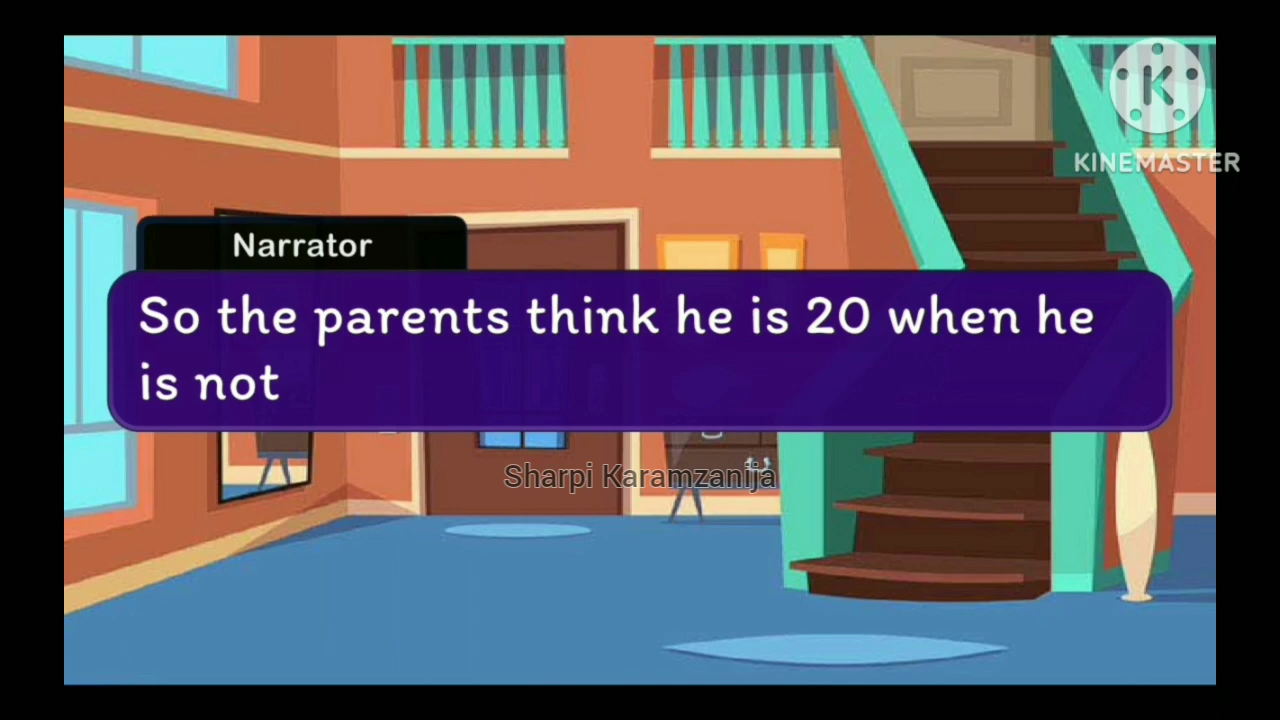 K
KINEMASTER
Narrator
So the parents think he is 20 when he
is not
Sharpi Karamzanija